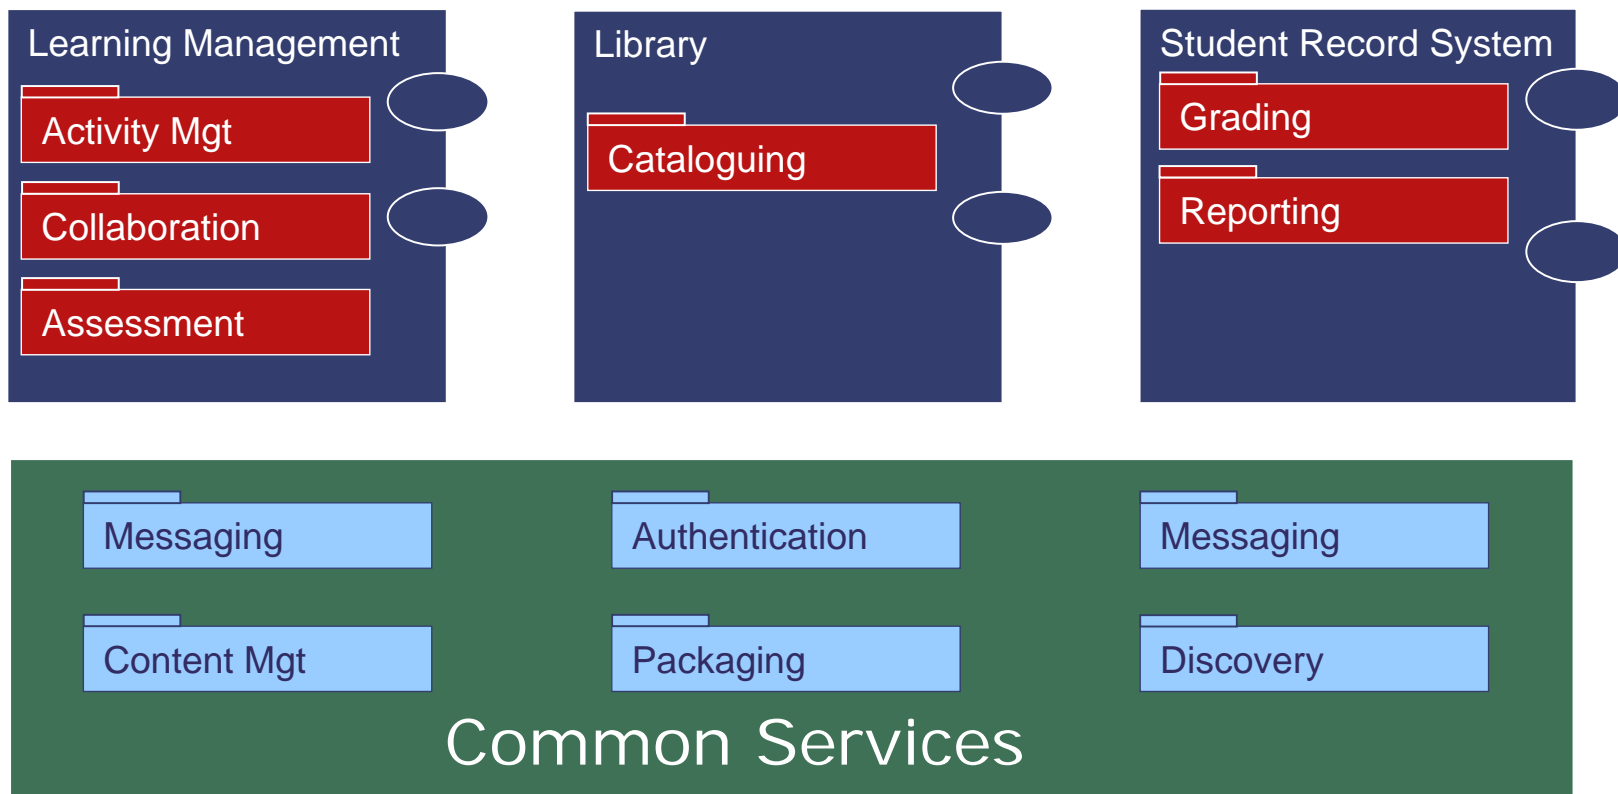 Learning Management
Activity Mgt
Collaboration
Assessment
Library
Cataloguing
Student Record System
Grading
Reporting
Messaging
Authentication
Messaging
Content Mgt
Packaging
Discovery
Common Services